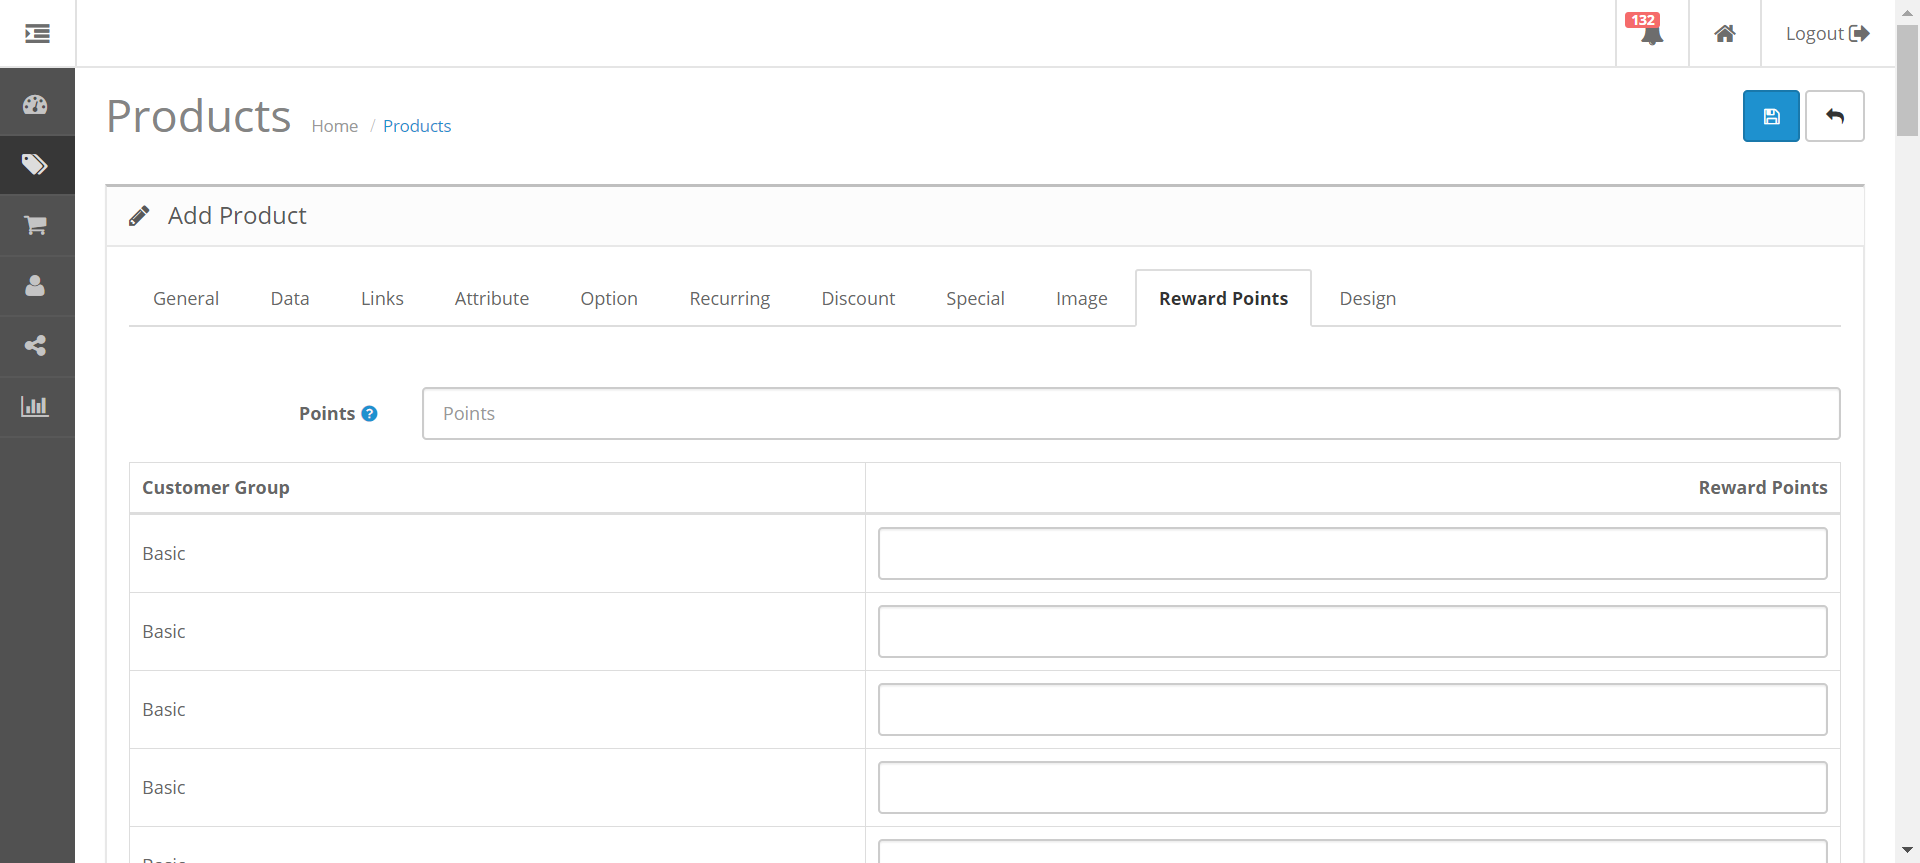 132
Logout
Products Home / Products
Add Product
General Data Links Attribute Option Recurring Discount Special Image Reward Points Design
Points ? Points
Customer Group Reward Points
Basic
Basic
Basic
Basic